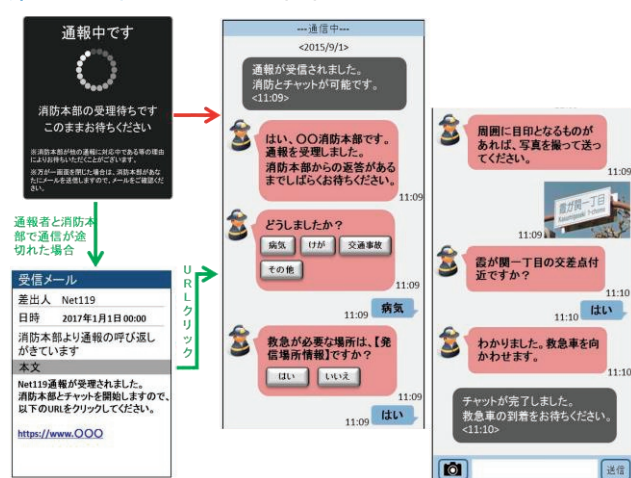 通報中です
消防本部の受理待ちです
このままお待ちください
※消防本部が他の通報に対応中である等の理由
によりお待ちいただくことがございます。
※万が一画面を閉じた場合は、消防本部があな
たにメールを送信しますので、メールをご確認くだ
さい。
通報者と消防本
部で通信が途
切れた場合
受信メール
差出人 Net119
日時 2017年1月1日 00:00
消防本部より通報の呼び返し
がきています
本文
Net119通報が受理されました。
消防本部とチャットを開始しますので、
以下のURLをクリックしてください。
https://www.〇〇〇
URLクリック
---通信中---
<2015/9/1>
通報が受信されました。
消防とチャットが可能です。
<11:09>
はい、〇〇消防本部です。
通報を受理しました。
消防本部からの返答がある
までしばらくお待ちください。
11:09
どうしましたか?
病気 けが 交通事故
その他
11:09
11:09 病気
救急が必要な場所は、【発
信場所情報】ですか?
はい いいえ
11:09
11:09 はい
周囲に目印となるものが
あれば、写真を撮って送っ
てください。
11:09
霞が関一丁目
Kasumigaseki 1-chome
11:09
霞が関一丁目の交差点付
近ですか?
11:10
11:10 はい
わかりました。救急車を向
かわせます。
11:10
チャットが完了しました。
救急車の到着をお待ちください。
<11:10>
送信